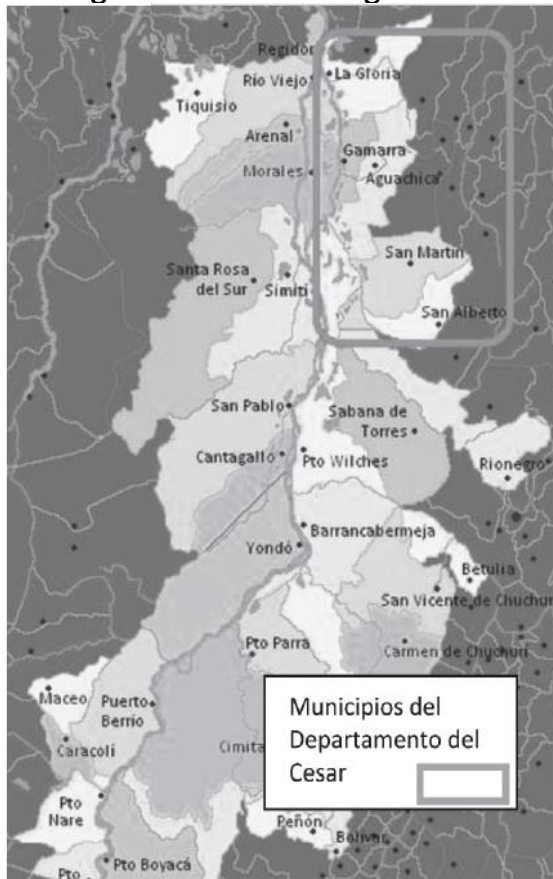 Regidor
La Gloria
Río Viejo
Tiquisio
Arenal
Gamarra
Morales
Aguachica
San Martín
Santa Rosa
del Sur
Simití
San Alberto
San Pablo
Sabana de
Torres
Cantagallo
Pto Wilches
Rionegro
Barrancabermeja
Yondó
Betulia
San Vicente de Chuchur
Carmen de Chuchurí
Pto Parra
Maceo
Puerto
Berrío
Caracolí
Cimita
Municipios del
Departamento del
Cesar
Pto
Nare
Peñón
Bolívar
Pto Boyacá
Pto